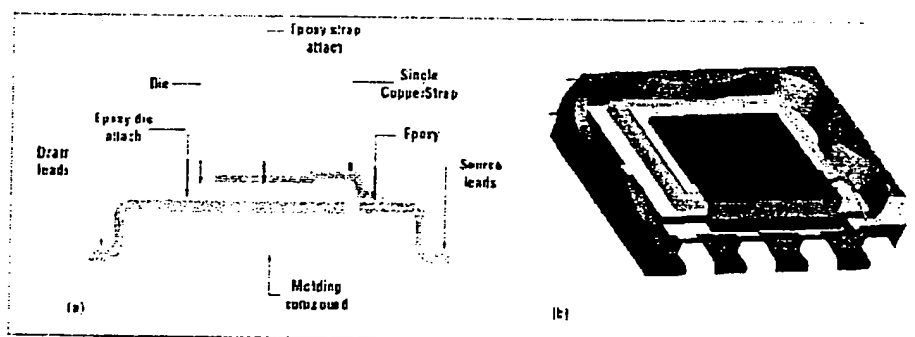 Epoxy strap
attach
Die
Single
Copper Strap
Epoxy die
attach
Epoxy
Drain
leads
Source
leads
Molding
compound
(a)
(b)